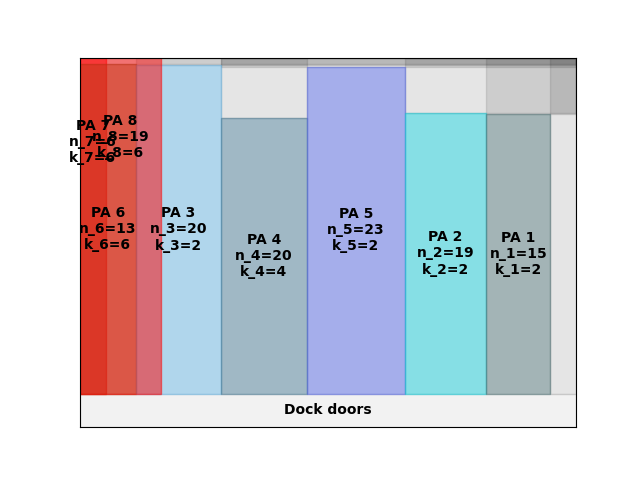 PA 7
n_7=6
k_7=6
PA 8
n_8=19
k_8=6
PA 6
n_6=13
k_6=6
PA 3
n_3=20
k_3=2
PA 4
n_4=20
k_4=4
PA 5
n_5=23
k_5=2
PA 2
n_2=19
k_2=2
PA 1
n_1=15
k_1=2
Dock doors